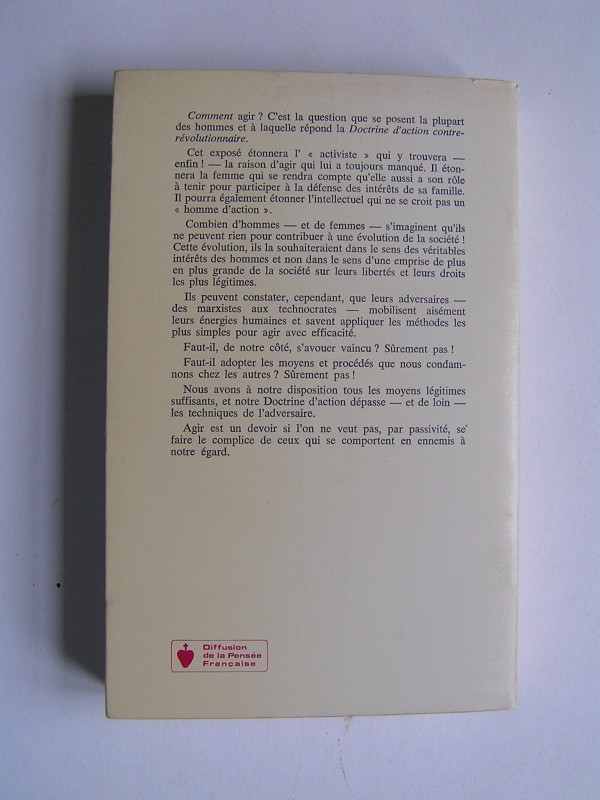 Comment agir ? C'est la question que se posent la plupart
des hommes et à laquelle répond la Doctrine d'action contre-
révolutionnaire.
Cet exposé étonnera l' « activiste » qui y trouvera —
enfin ! — la raison d'agir qui lui a toujours manqué. Il éton-
nera la femme qui se rendra compte qu'elle aussi a son rôle
à tenir pour participer à la défense des intérêts de sa famille.
Il pourra également étonner l'intellectuel qui ne se croit pas un
« homme d'action ».
Combien d'hommes — et de femmes — s'imaginent qu'ils
ne peuvent rien pour contribuer à une évolution de la société !
Cette évolution, ils la souhaiteraient dans le sens des véritables
intérêts des hommes et non dans le sens d'une emprise de plus
en plus grande de la société sur leurs libertés et leurs droits
les plus légitimes.
Ils peuvent constater, cependant, que leurs adversaires —
des marxistes aux technocrates — mobilisent aisément
leurs énergies humaines et savent appliquer les méthodes les
plus simples pour agir avec efficacité.
Faut-il, de notre côté, s'avouer vaincu ? Sûrement pas !
Faut-il adopter les moyens et procédés que nous condam-
nons chez les autres ? Sûrement pas !
Nous avons à notre disposition tous les moyens légitimes
suffisants, et notre Doctrine d'action dépasse — et de loin —
les techniques de l'adversaire.
Agir est un devoir si l'on ne veut pas, par passivité, se
faire le complice de ceux qui se comportent en ennemis à
notre égard.
Diffusion
de la Pensée
Française